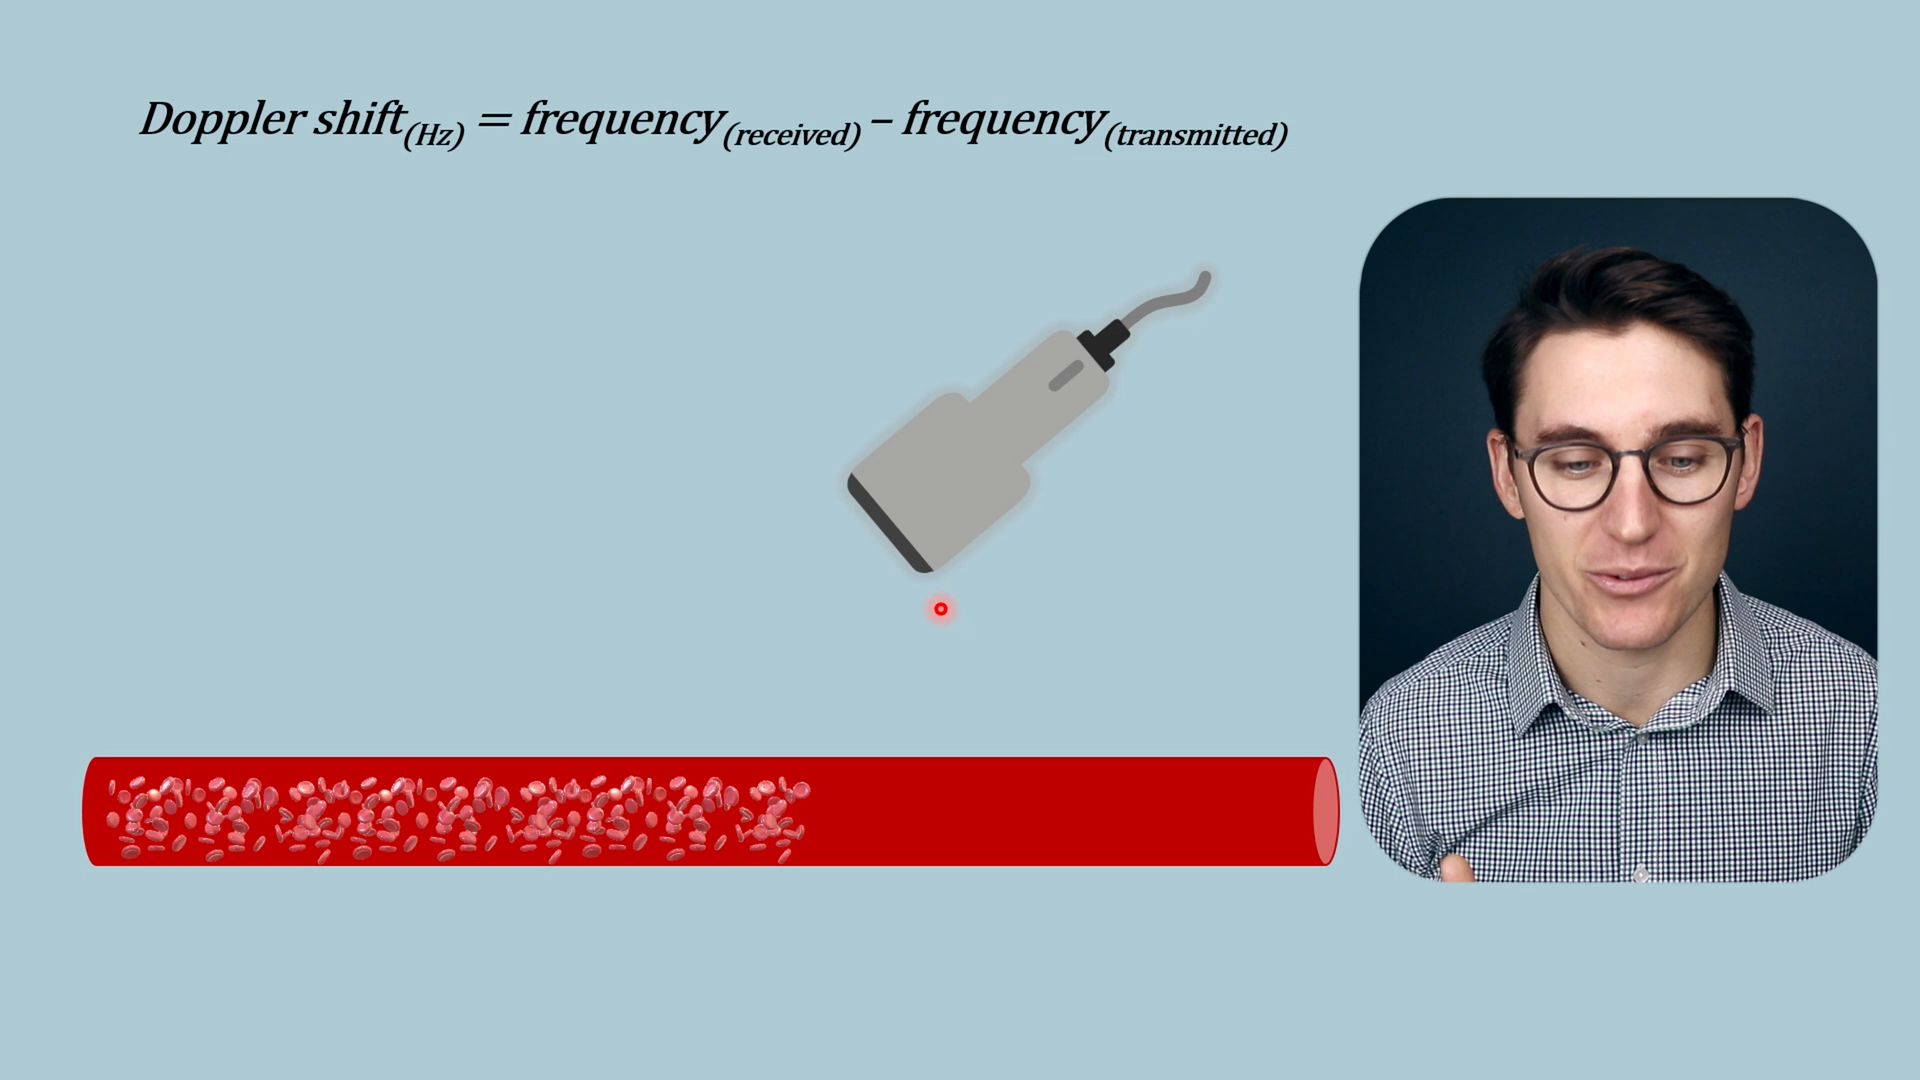 Doppler shift(Hz) = frequency(received) – frequency(transmitted)